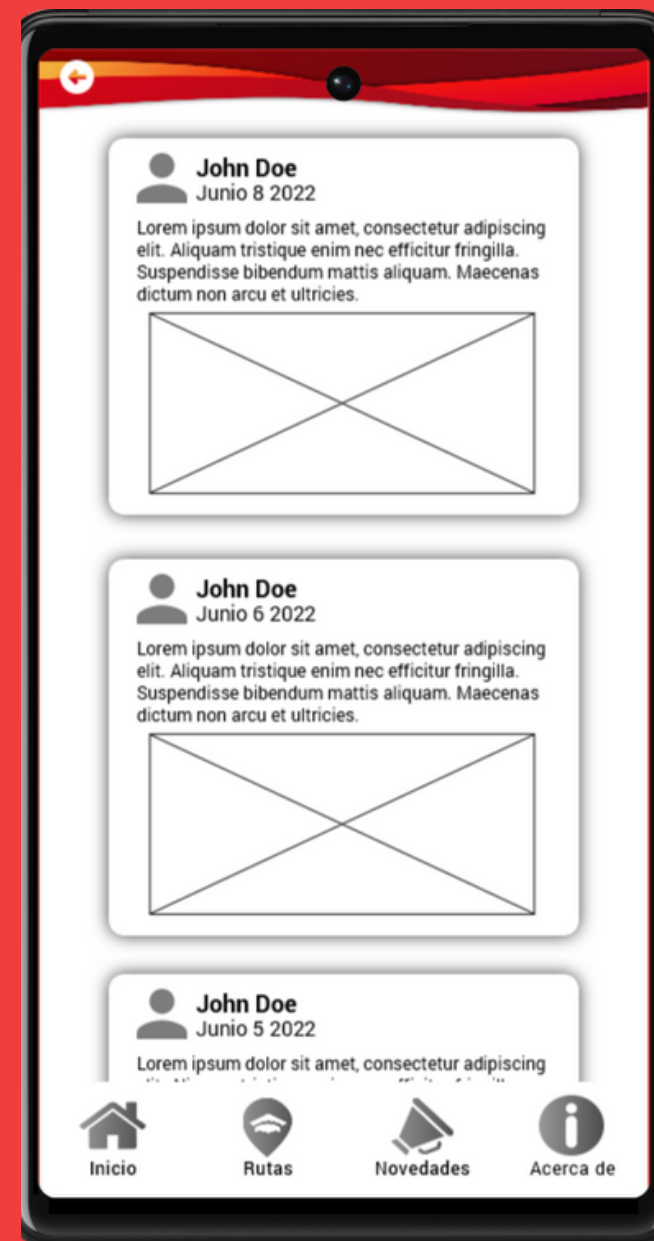 John Doe
Junio 8 2022
Lorem ipsum dolor sit amet, consectetur adipiscing
elit. Aliquam tristique enim nec efficitur fringilla.
Suspendisse bibendum mattis aliquam. Maecenas
dictum non arcu et ultricies.
John Doe
Junio 6 2022
Lorem ipsum dolor sit amet, consectetur adipiscing
elit. Aliquam tristique enim nec efficitur fringilla.
Suspendisse bibendum mattis aliquam. Maecenas
dictum non arcu et ultricies.
John Doe
Junio 5 2022
Lorem ipsum dolor sit amet, consectetur adipiscing
Inicio
Rutas
Novedades
Acerca de